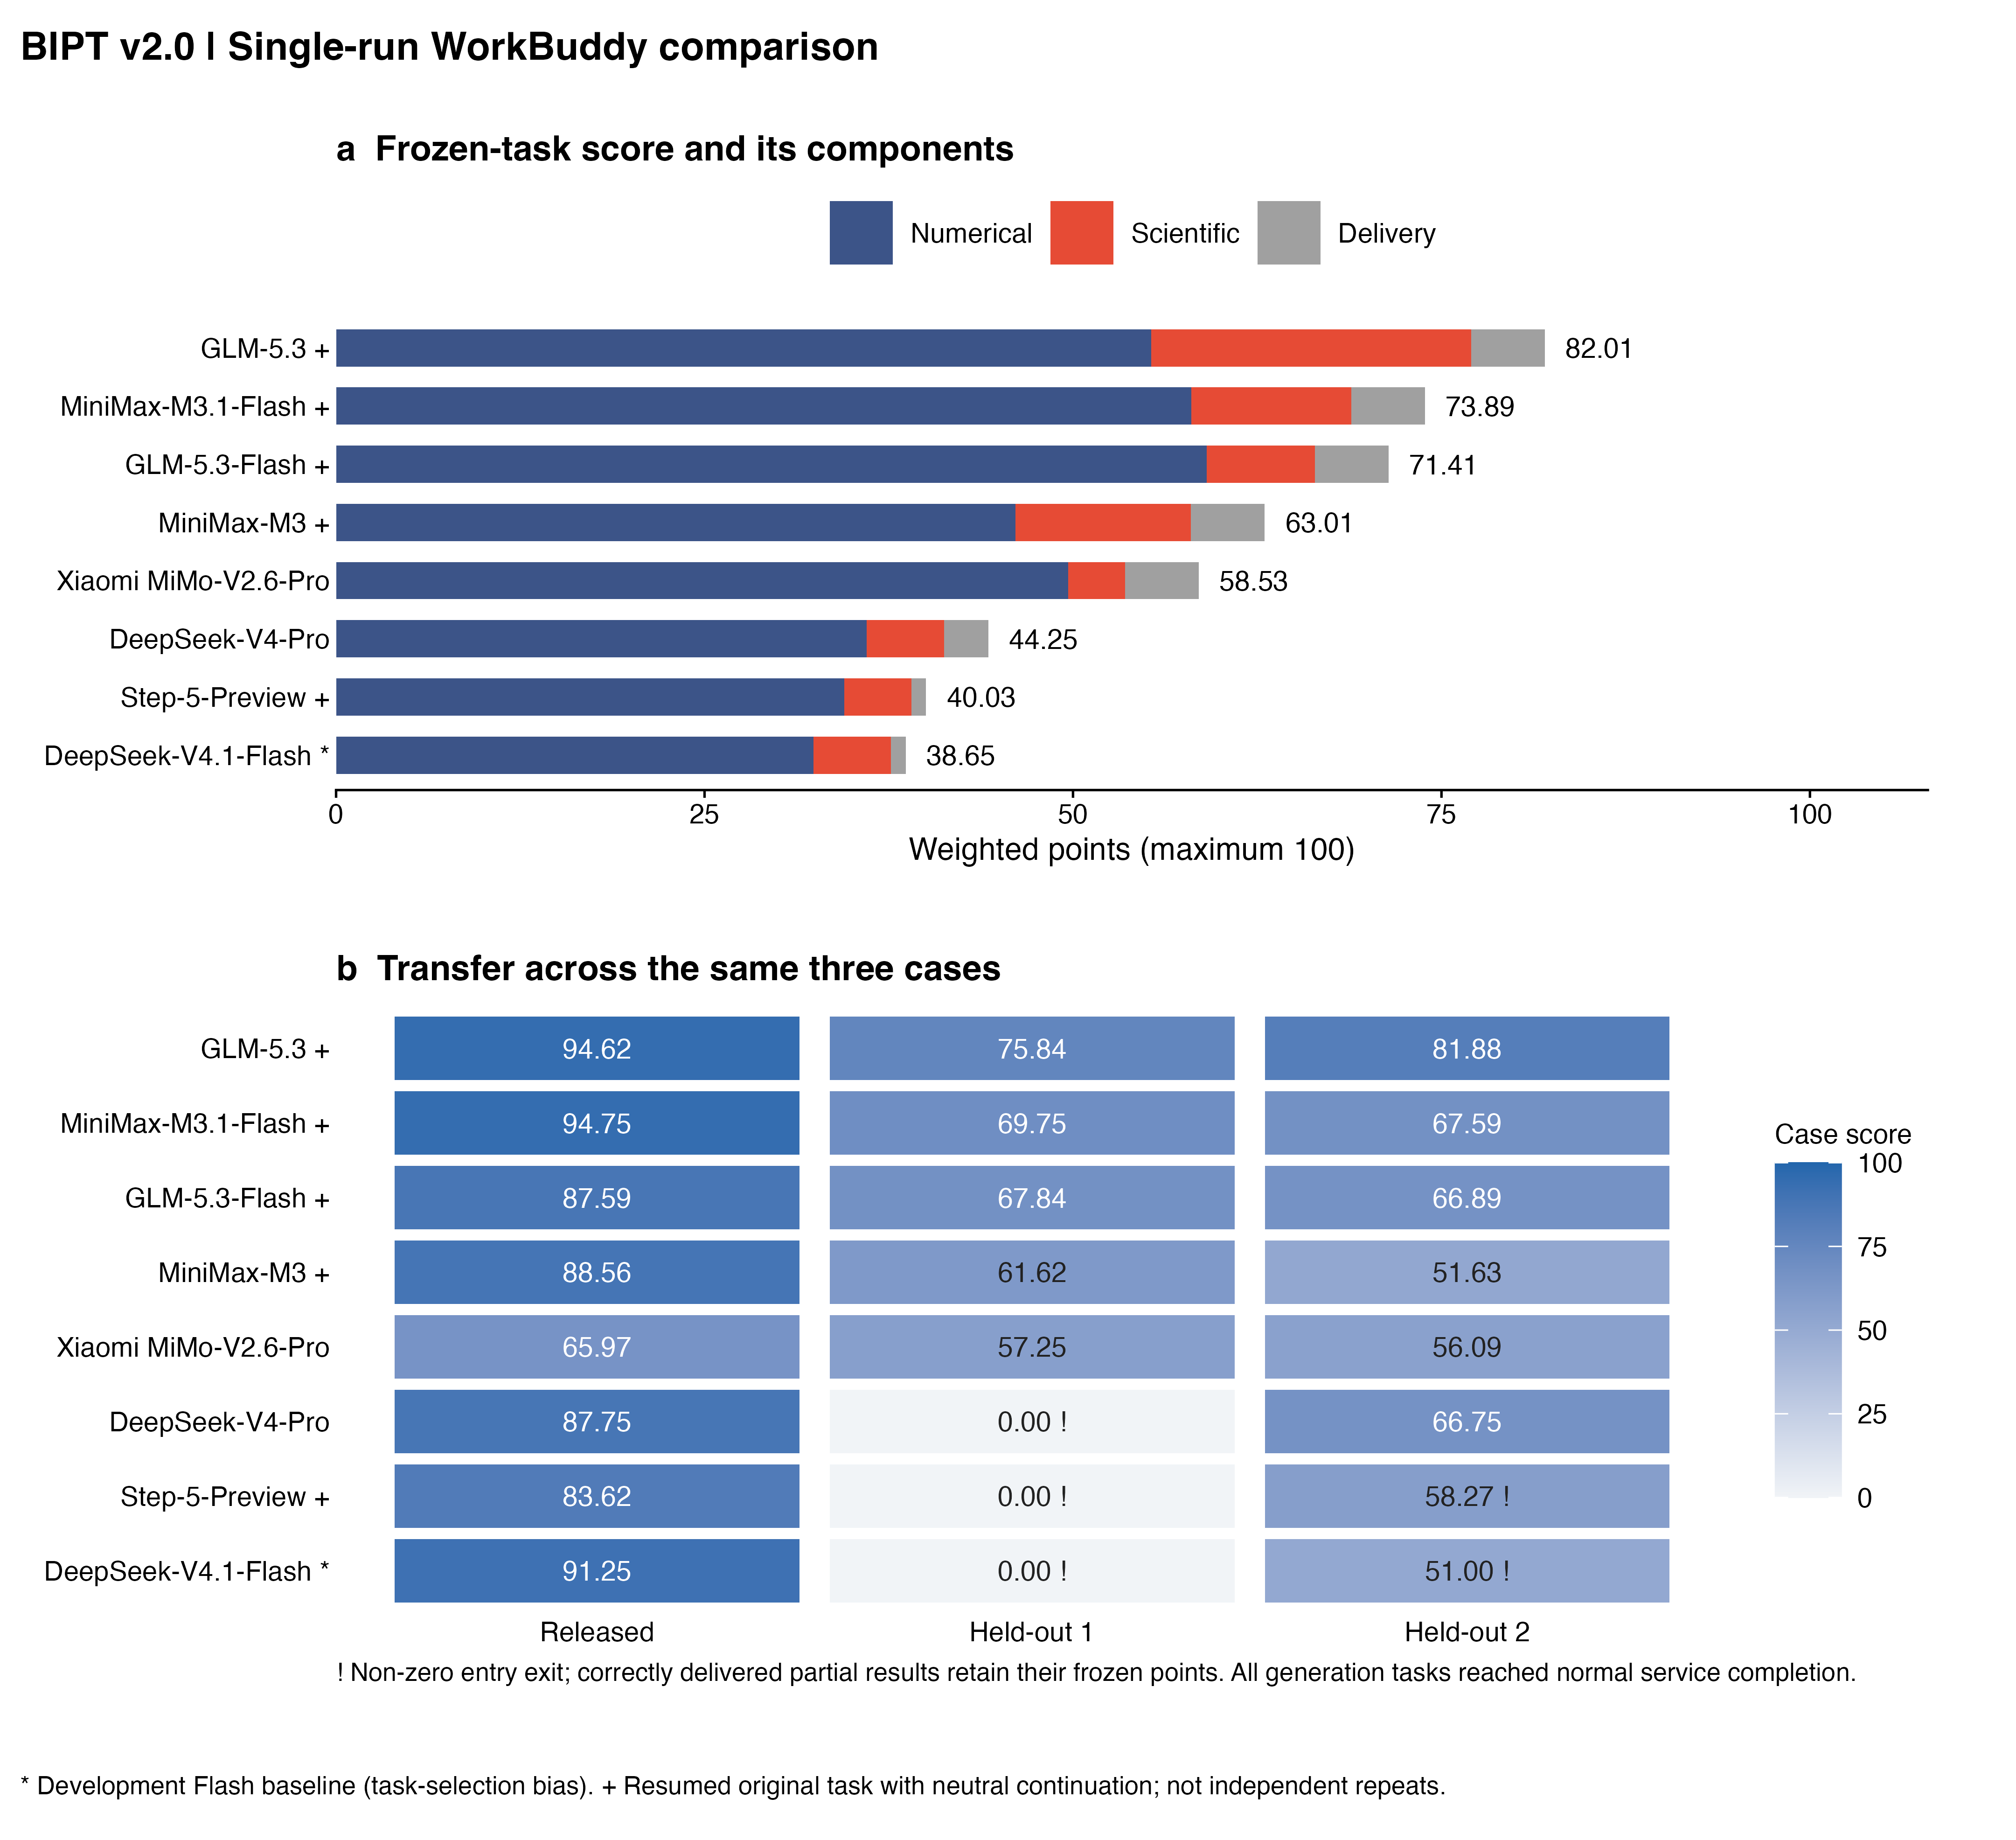 BIPT v2.0 | Single-run WorkBuddy comparison
a Frozen-task score and its components
Numerical Scientific Delivery
GLM-5.3 + 82.01
MiniMax-M3.1-Flash + 73.89
GLM-5.3-Flash + 71.41
MiniMax-M3 + 63.01
Xiaomi MiMo-V2.6-Pro 58.53
DeepSeek-V4-Pro 44.25
Step-5-Preview + 40.03
DeepSeek-V4.1-Flash * 38.65
0 25 50 75 100
Weighted points (maximum 100)
b Transfer across the same three cases
GLM-5.3 + 94.62 75.84 81.88
MiniMax-M3.1-Flash + 94.75 69.75 67.59
GLM-5.3-Flash + 87.59 67.84 66.89
MiniMax-M3 + 88.56 61.62 51.63
Xiaomi MiMo-V2.6-Pro 65.97 57.25 56.09
DeepSeek-V4-Pro 87.75 0.00 ! 66.75
Step-5-Preview + 83.62 0.00 ! 58.27 !
DeepSeek-V4.1-Flash * 91.25 0.00 ! 51.00 !
Released Held-out 1 Held-out 2
Case score
100
75
50
25
0
! Non-zero entry exit; correctly delivered partial results retain their frozen points. All generation tasks reached normal service completion.
* Development Flash baseline (task-selection bias). + Resumed original task with neutral continuation; not independent repeats.